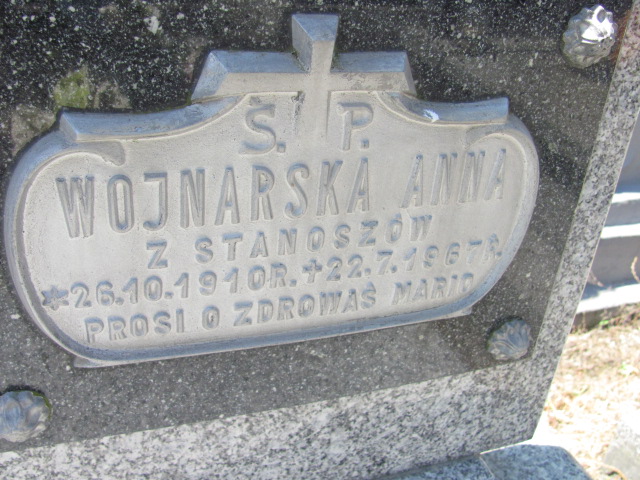 Ś. P.
WOJNARSKA ANNA
Z STANOSZÓW
*26.10.1910R. +22.7.1967R.
PROSI O ZDROWAŚ MARIO